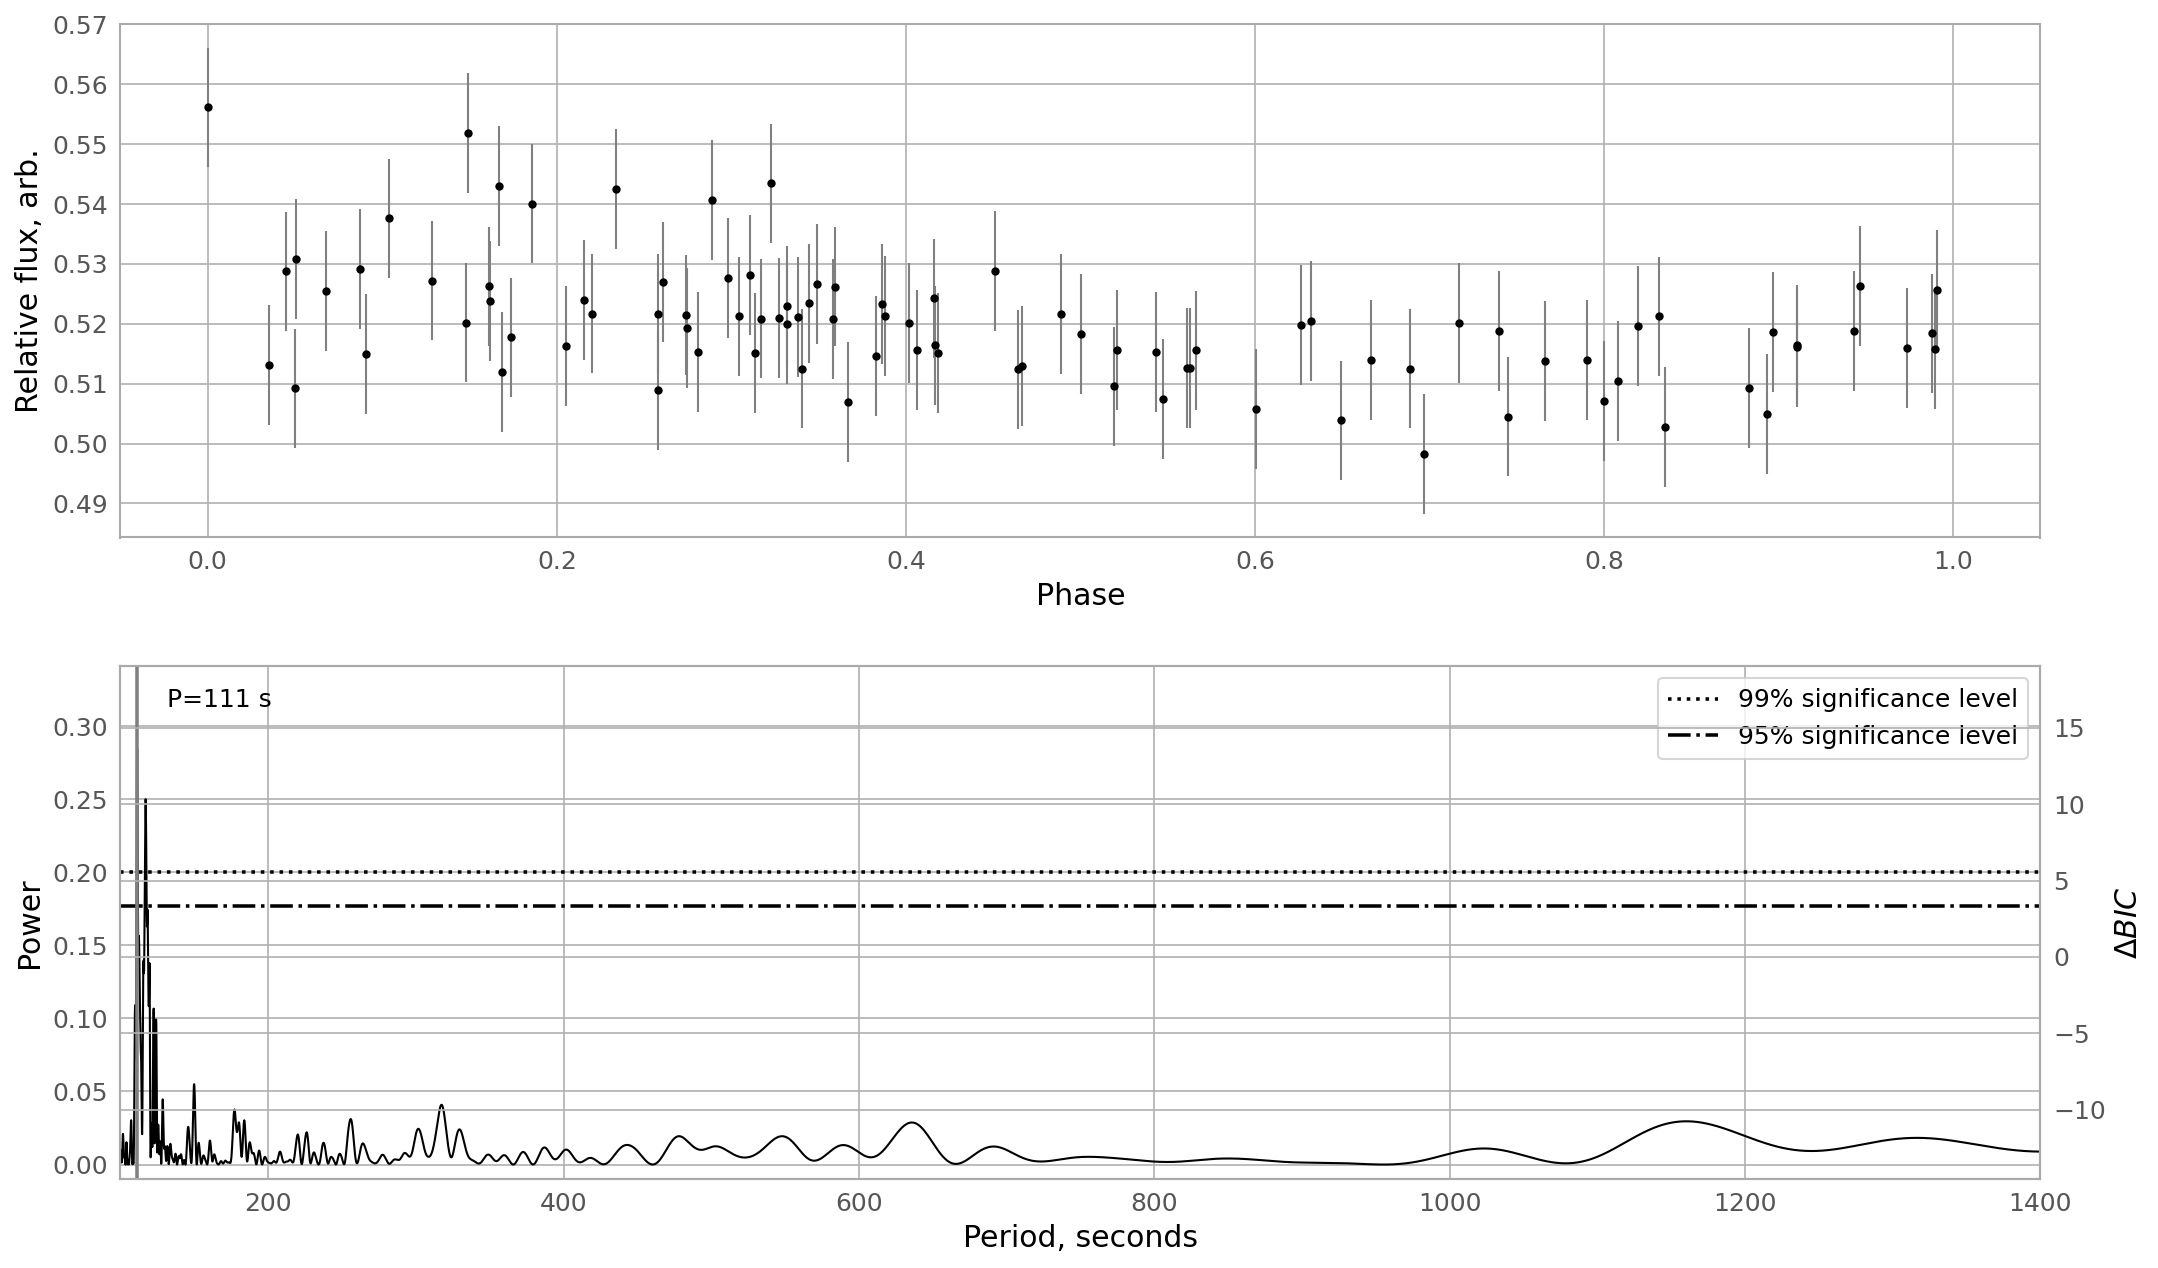 0.57
0.56
0.55
0.54
0.53
0.52
0.51
0.50
0.49
Relative flux, arb.
0.0 0.2 0.4 0.6 0.8 1.0
Phase
P=111 s
99% significance level
95% significance level
0.30
0.25
0.20
0.15
0.10
0.05
0.00
Power
15
10
5
0
−5
−10
ΔBIC
200 400 600 800 1000 1200 1400
Period, seconds